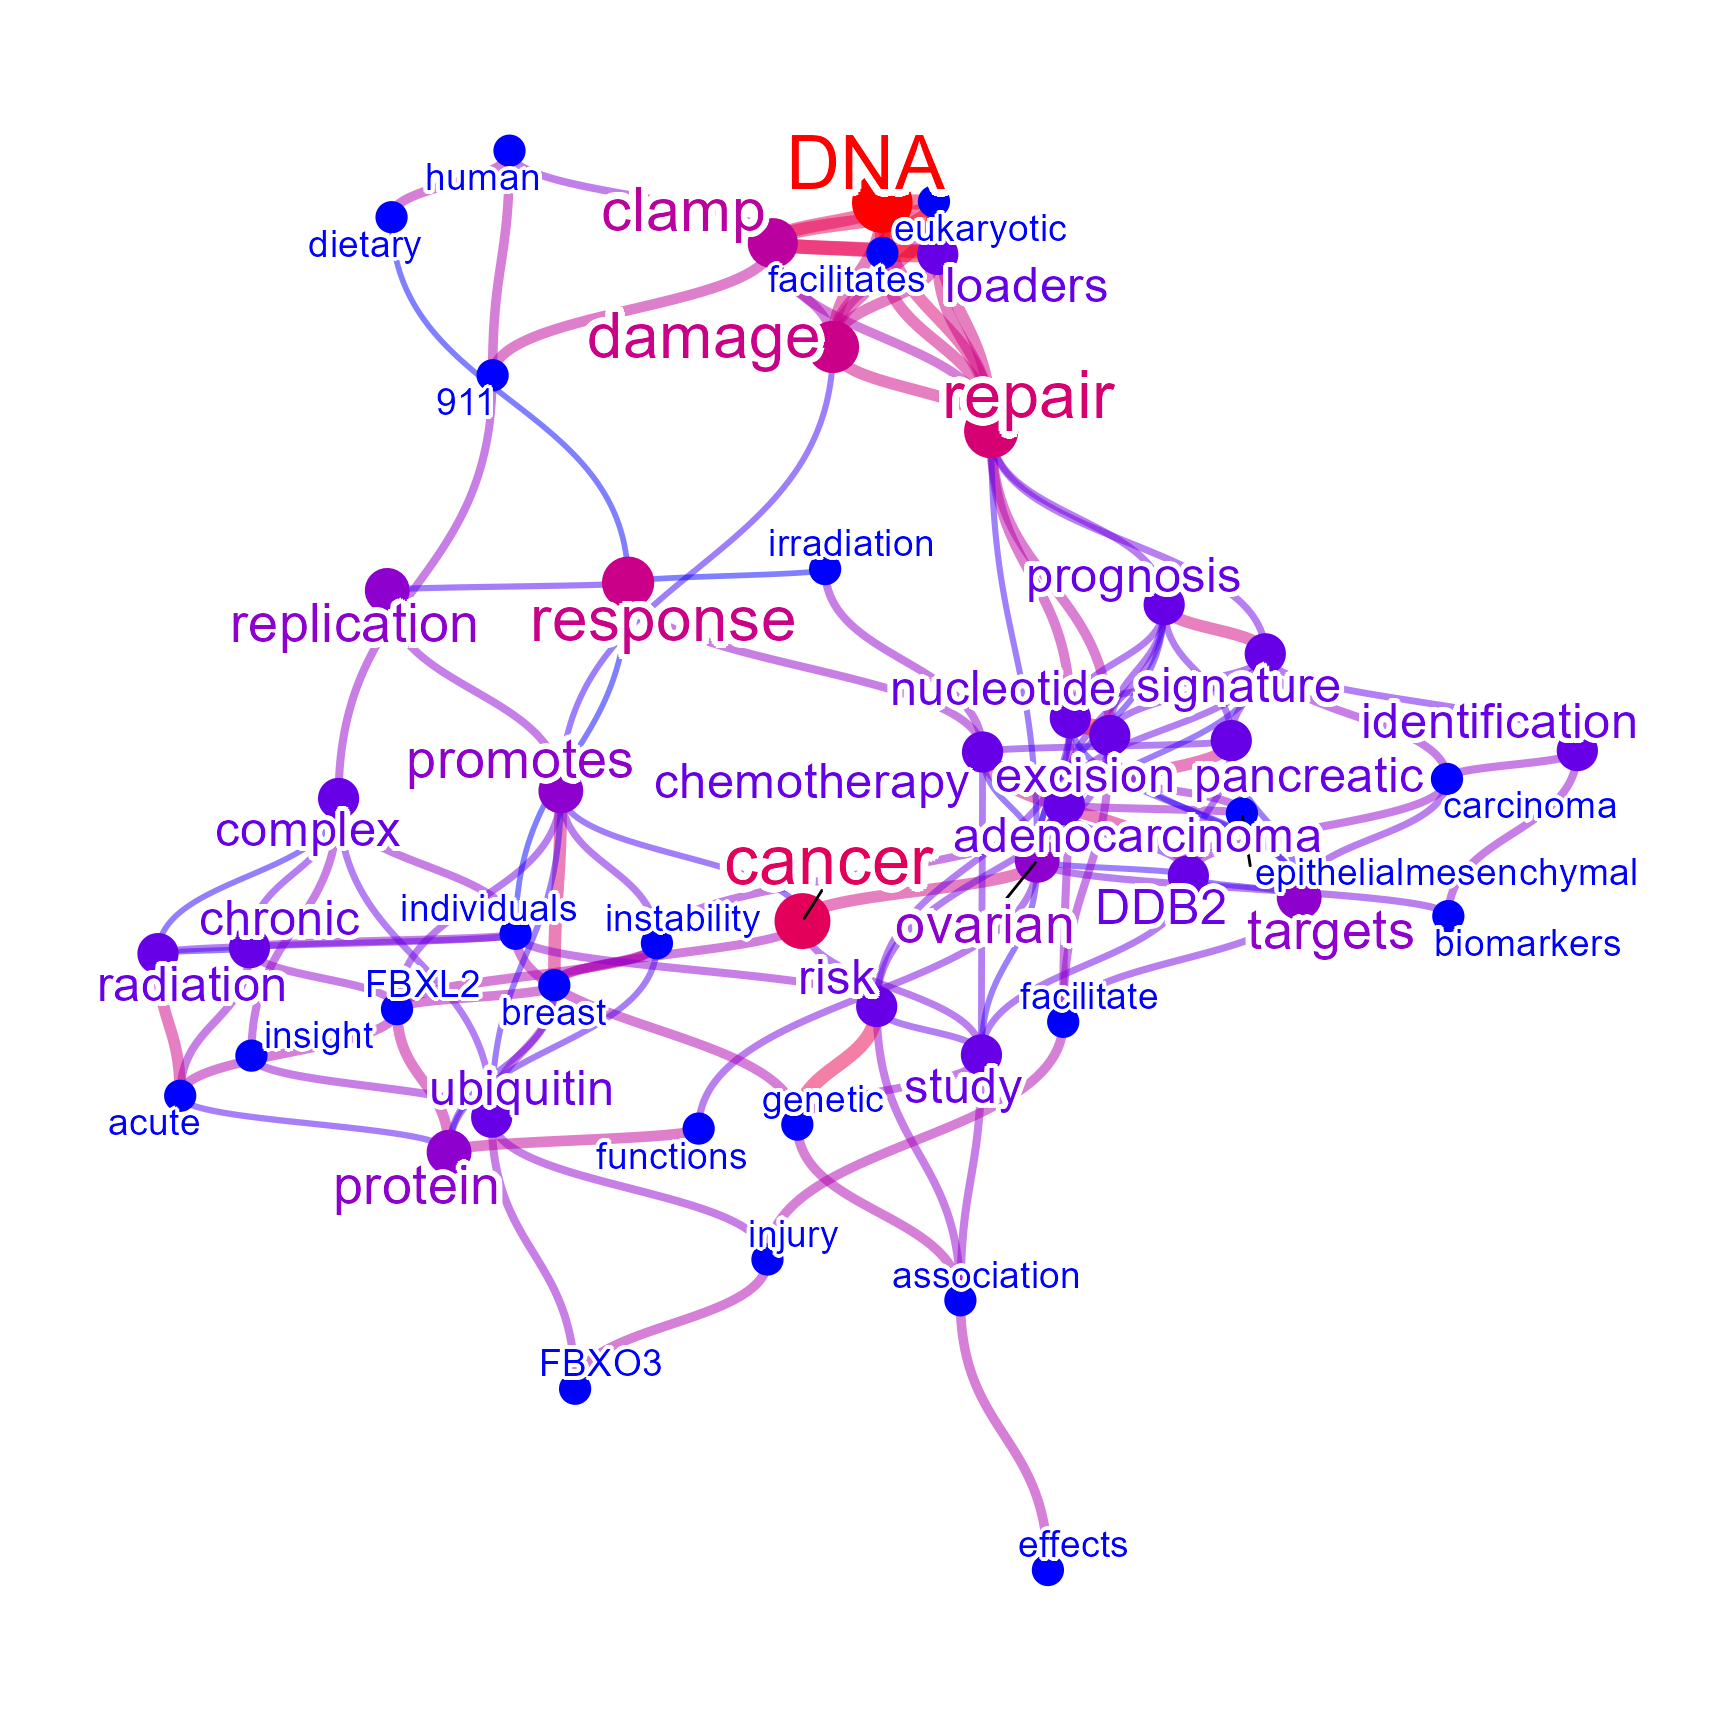 DNA
human
clamp
eukaryotic
dietary
facilitates
loaders
damage
repair
911
irradiation
prognosis
replication
response
nucleotide
signature
identification
promotes
chemotherapy
excision
pancreatic
carcinoma
complex
adenocarcinoma
cancer
epithelialmesenchymal
individuals
chronic
instability
ovarian
DDB2
targets
biomarkers
radiation
FBXL2
risk
facilitate
breast
insight
ubiquitin
study
genetic
acute
functions
protein
injury
association
FBXO3
effects